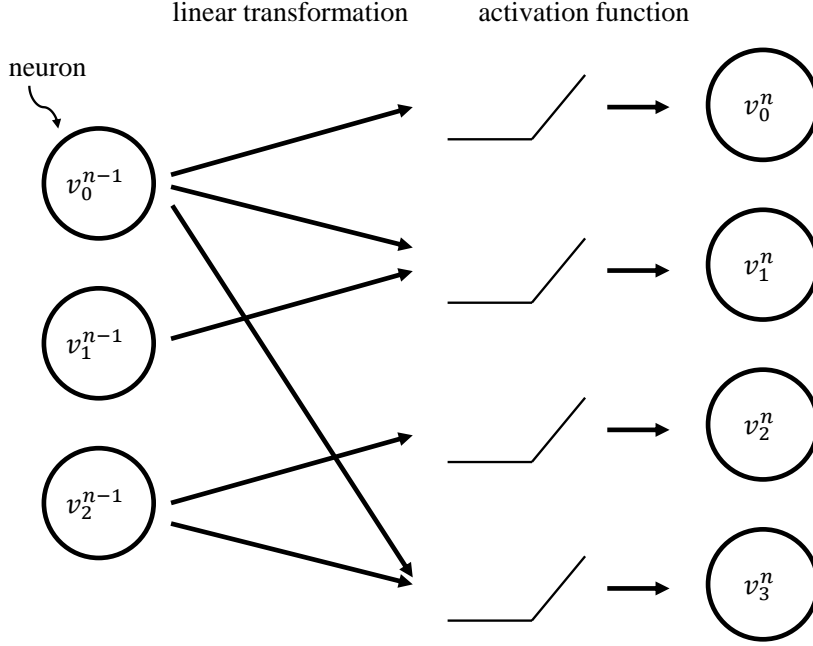 linear transformation
activation function
neuron
$v_0^{n-1}$
$v_1^{n-1}$
$v_2^{n-1}$
$v_0^n$
$v_1^n$
$v_2^n$
$v_3^n$